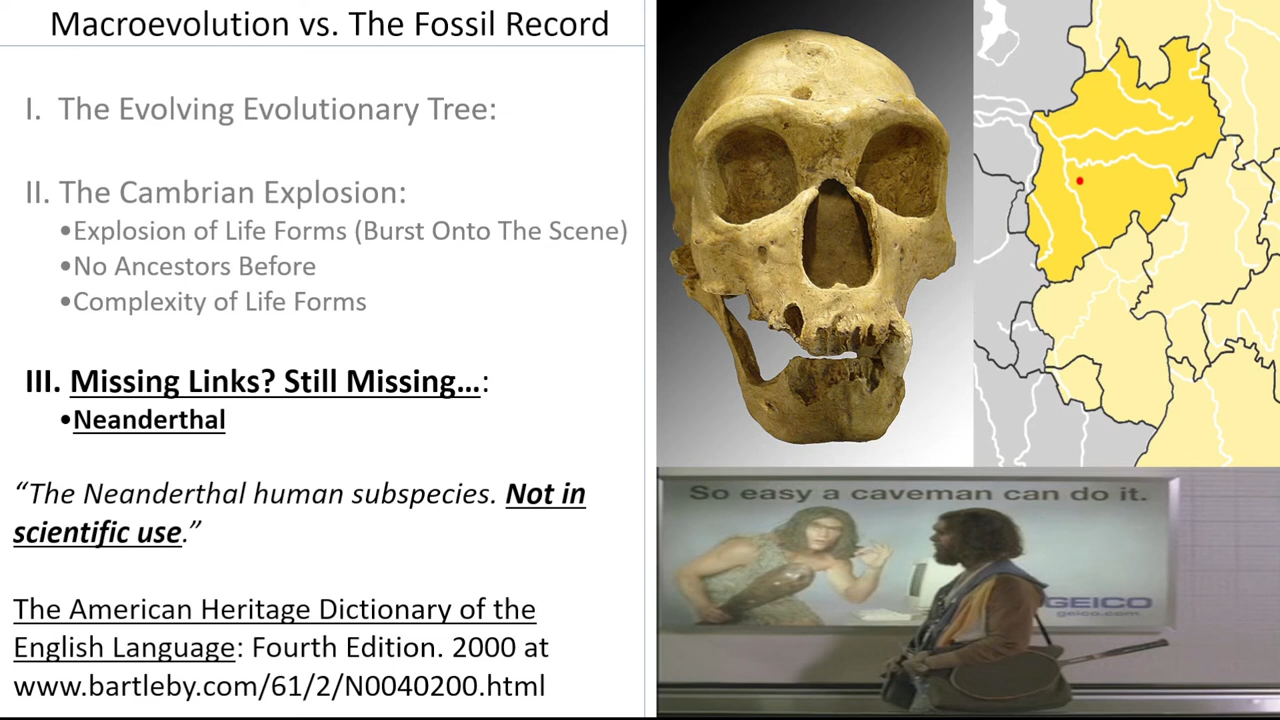 Macroevolution vs. The Fossil Record
I. The Evolving Evolutionary Tree:
II. The Cambrian Explosion:
•Explosion of Life Forms (Burst Onto The Scene)
•No Ancestors Before
•Complexity of Life Forms
III. Missing Links? Still Missing…:
•Neanderthal
“The Neanderthal human subspecies. Not in
scientific use.”
The American Heritage Dictionary of the
English Language: Fourth Edition. 2000 at
www.bartleby.com/61/2/N0040200.html
So easy a caveman can do it.
GEICO
geico.com